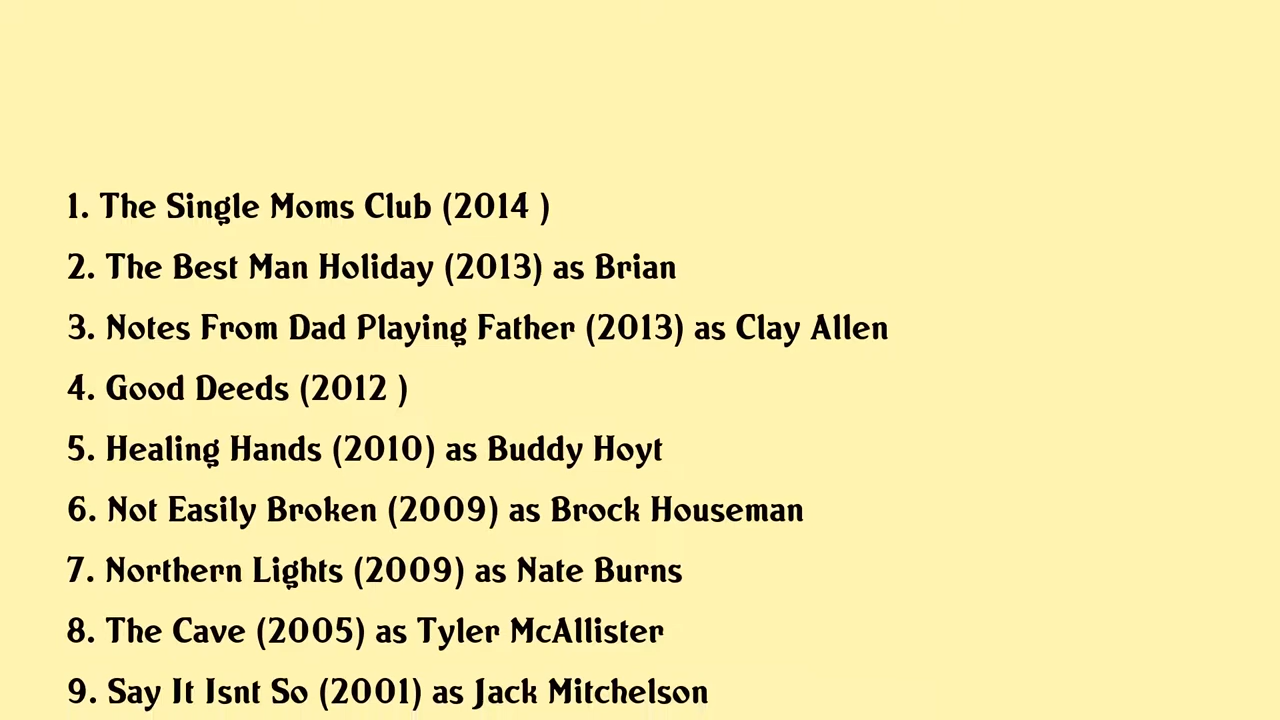 1. The Single Moms Club (2014 )
2. The Best Man Holiday (2013) as Brian
3. Notes From Dad Playing Father (2013) as Clay Allen
4. Good Deeds (2012 )
5. Healing Hands (2010) as Buddy Hoyt
6. Not Easily Broken (2009) as Brock Houseman
7. Northern Lights (2009) as Nate Burns
8. The Cave (2005) as Tyler McAllister
9. Say It Isnt So (2001) as Jack Mitchelson